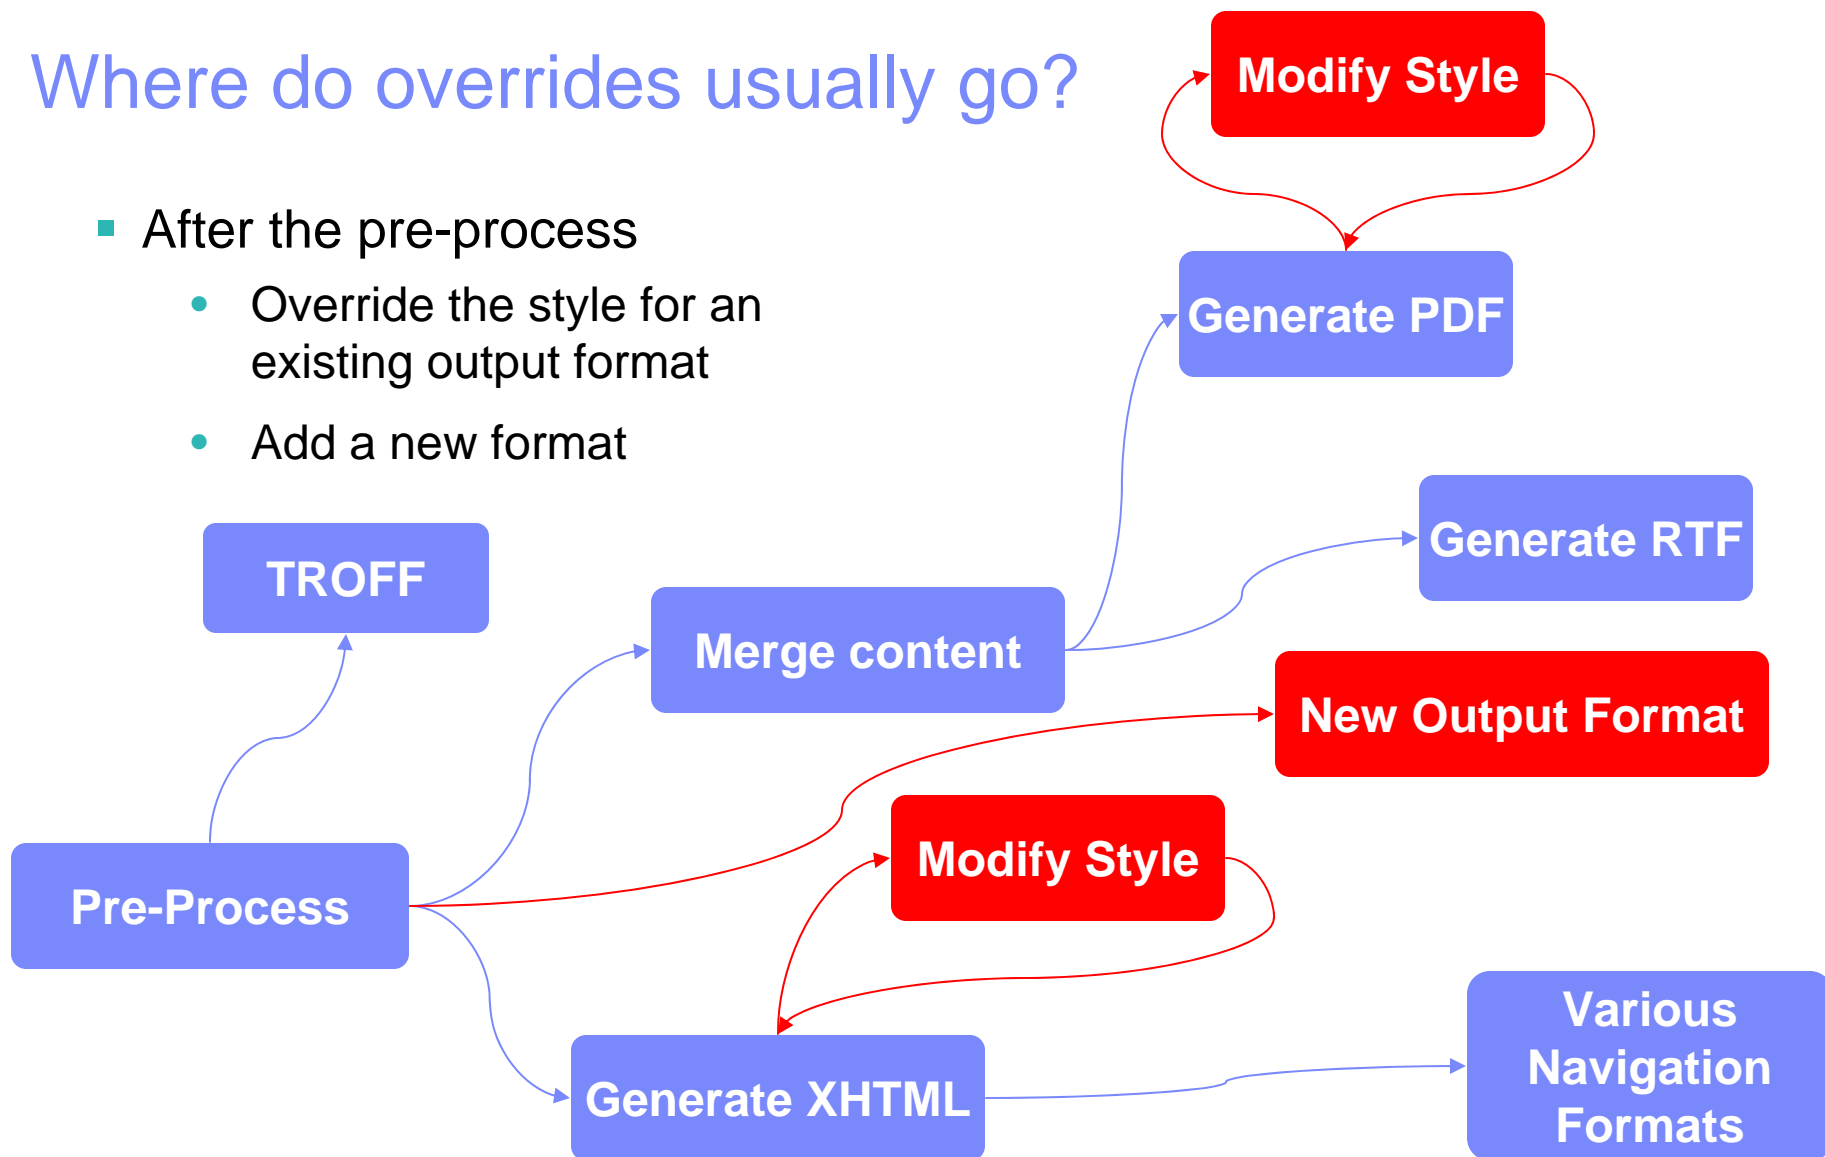 Where do overrides usually go?
After the pre-process
Override the style for an
existing output format
Add a new format
Modify Style
Generate PDF
Generate RTF
TROFF
Merge content
New Output Format
Modify Style
Pre-Process
Generate XHTML
Various
Navigation
Formats